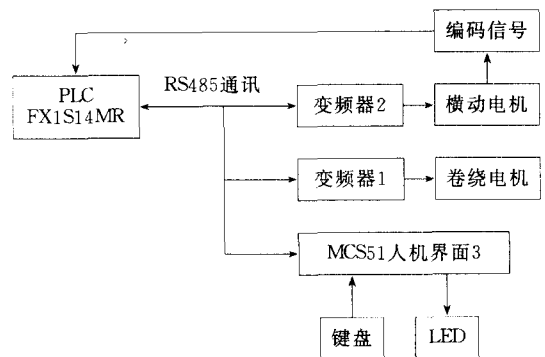 编码信号
PLC
FX1S14MR
RS485通讯
变频器2
横动电机
变频器1
卷绕电机
MCS51人机界面3
键盘
LED